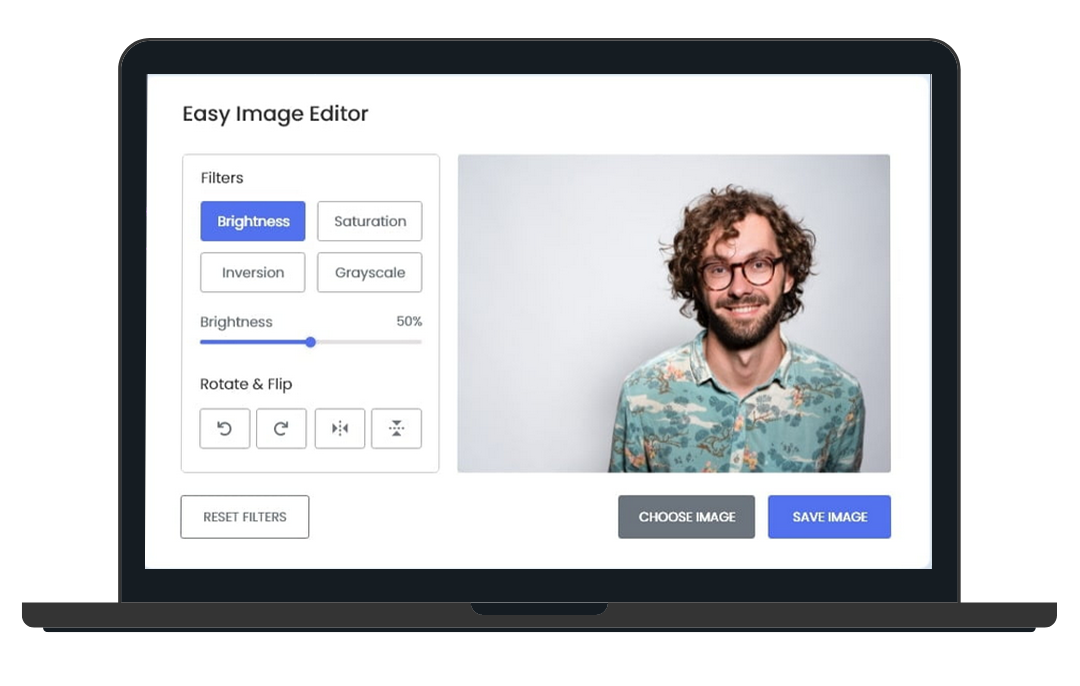 Easy Image Editor
Filters
Brightness
Saturation
Inversion
Grayscale
Brightness 50%
Rotate & Flip
RESET FILTERS
CHOOSE IMAGE
SAVE IMAGE